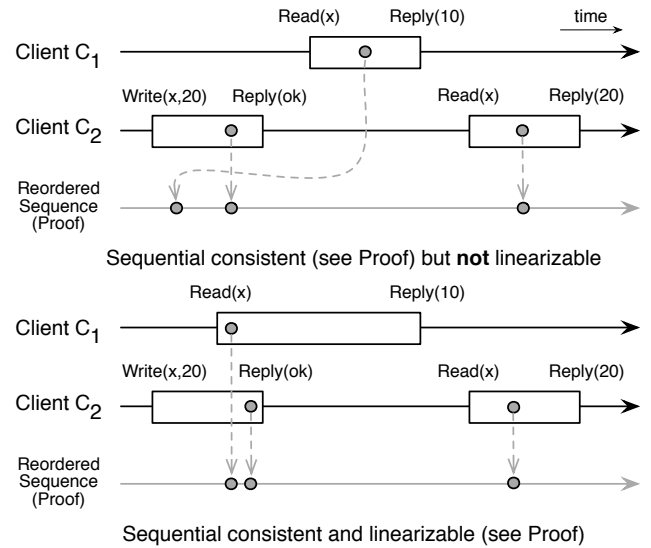 Read(x) Reply(10) time
Client C1
Write(x,20) Reply(ok) Read(x) Reply(20)
Client C2
Reordered
Sequence
(Proof)
Sequential consistent (see Proof) but not linearizable
Read(x) Reply(10)
Client C1
Write(x,20) Reply(ok) Read(x) Reply(20)
Client C2
Reordered
Sequence
(Proof)
Sequential consistent and linearizable (see Proof)